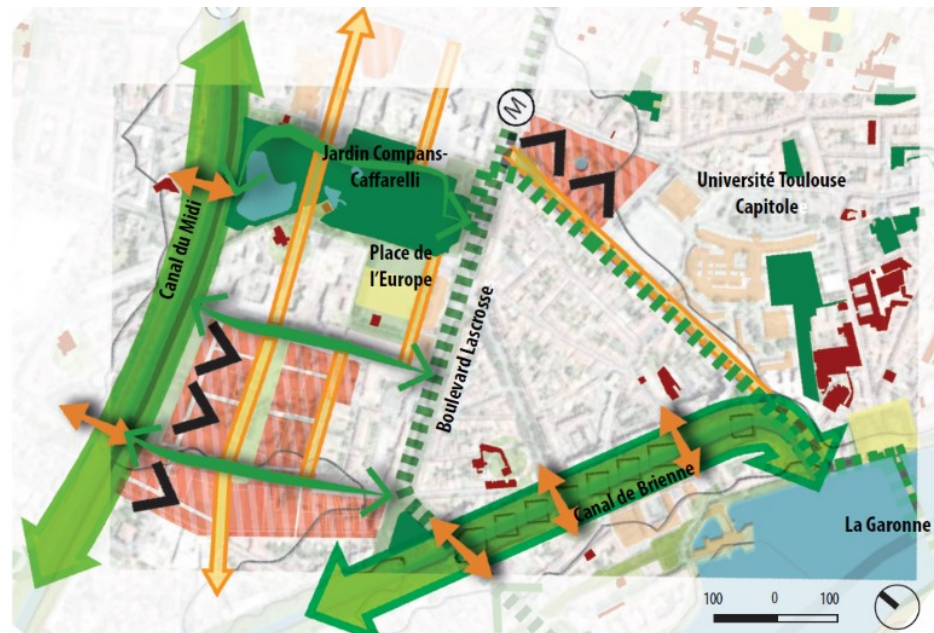 M
Jardin Compans-
Caffarelli
Université Toulouse
Capitole
Canal du Midi
Place de
l'Europe
Boulevard Lascrosse
Canal de Brienne
La Garonne
100 0 100